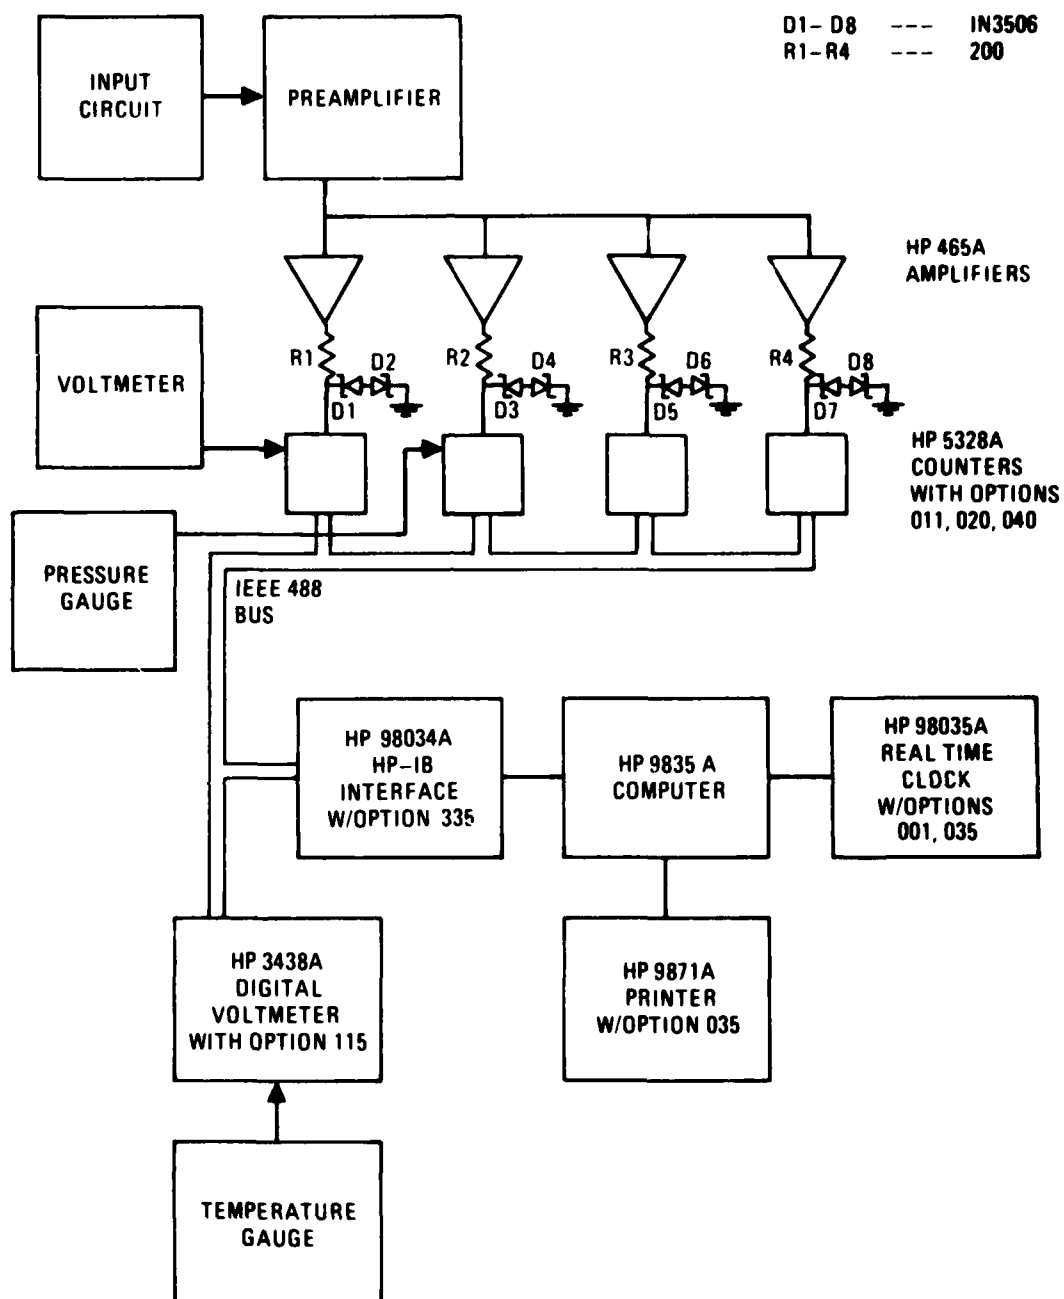 D1-D8 --- IN3506
R1-R4 --- 200
INPUT
CIRCUIT
PREAMPLIFIER
HP 465A
AMPLIFIERS
R1
D2
D1
R2
D4
D3
R3
D6
D5
R4
D8
D7
VOLTMETER
HP 5328A
COUNTERS
WITH OPTIONS
011, 020, 040
PRESSURE
GAUGE
IEEE 488
BUS
HP 98034A
HP-IB
INTERFACE
W/OPTION 335
HP 9835 A
COMPUTER
HP 98035A
REAL TIME
CLOCK
W/OPTIONS
001, 035
HP 3438A
DIGITAL
VOLTMETER
WITH OPTION 115
HP 9871A
PRINTER
W/OPTION 035
TEMPERATURE
GAUGE